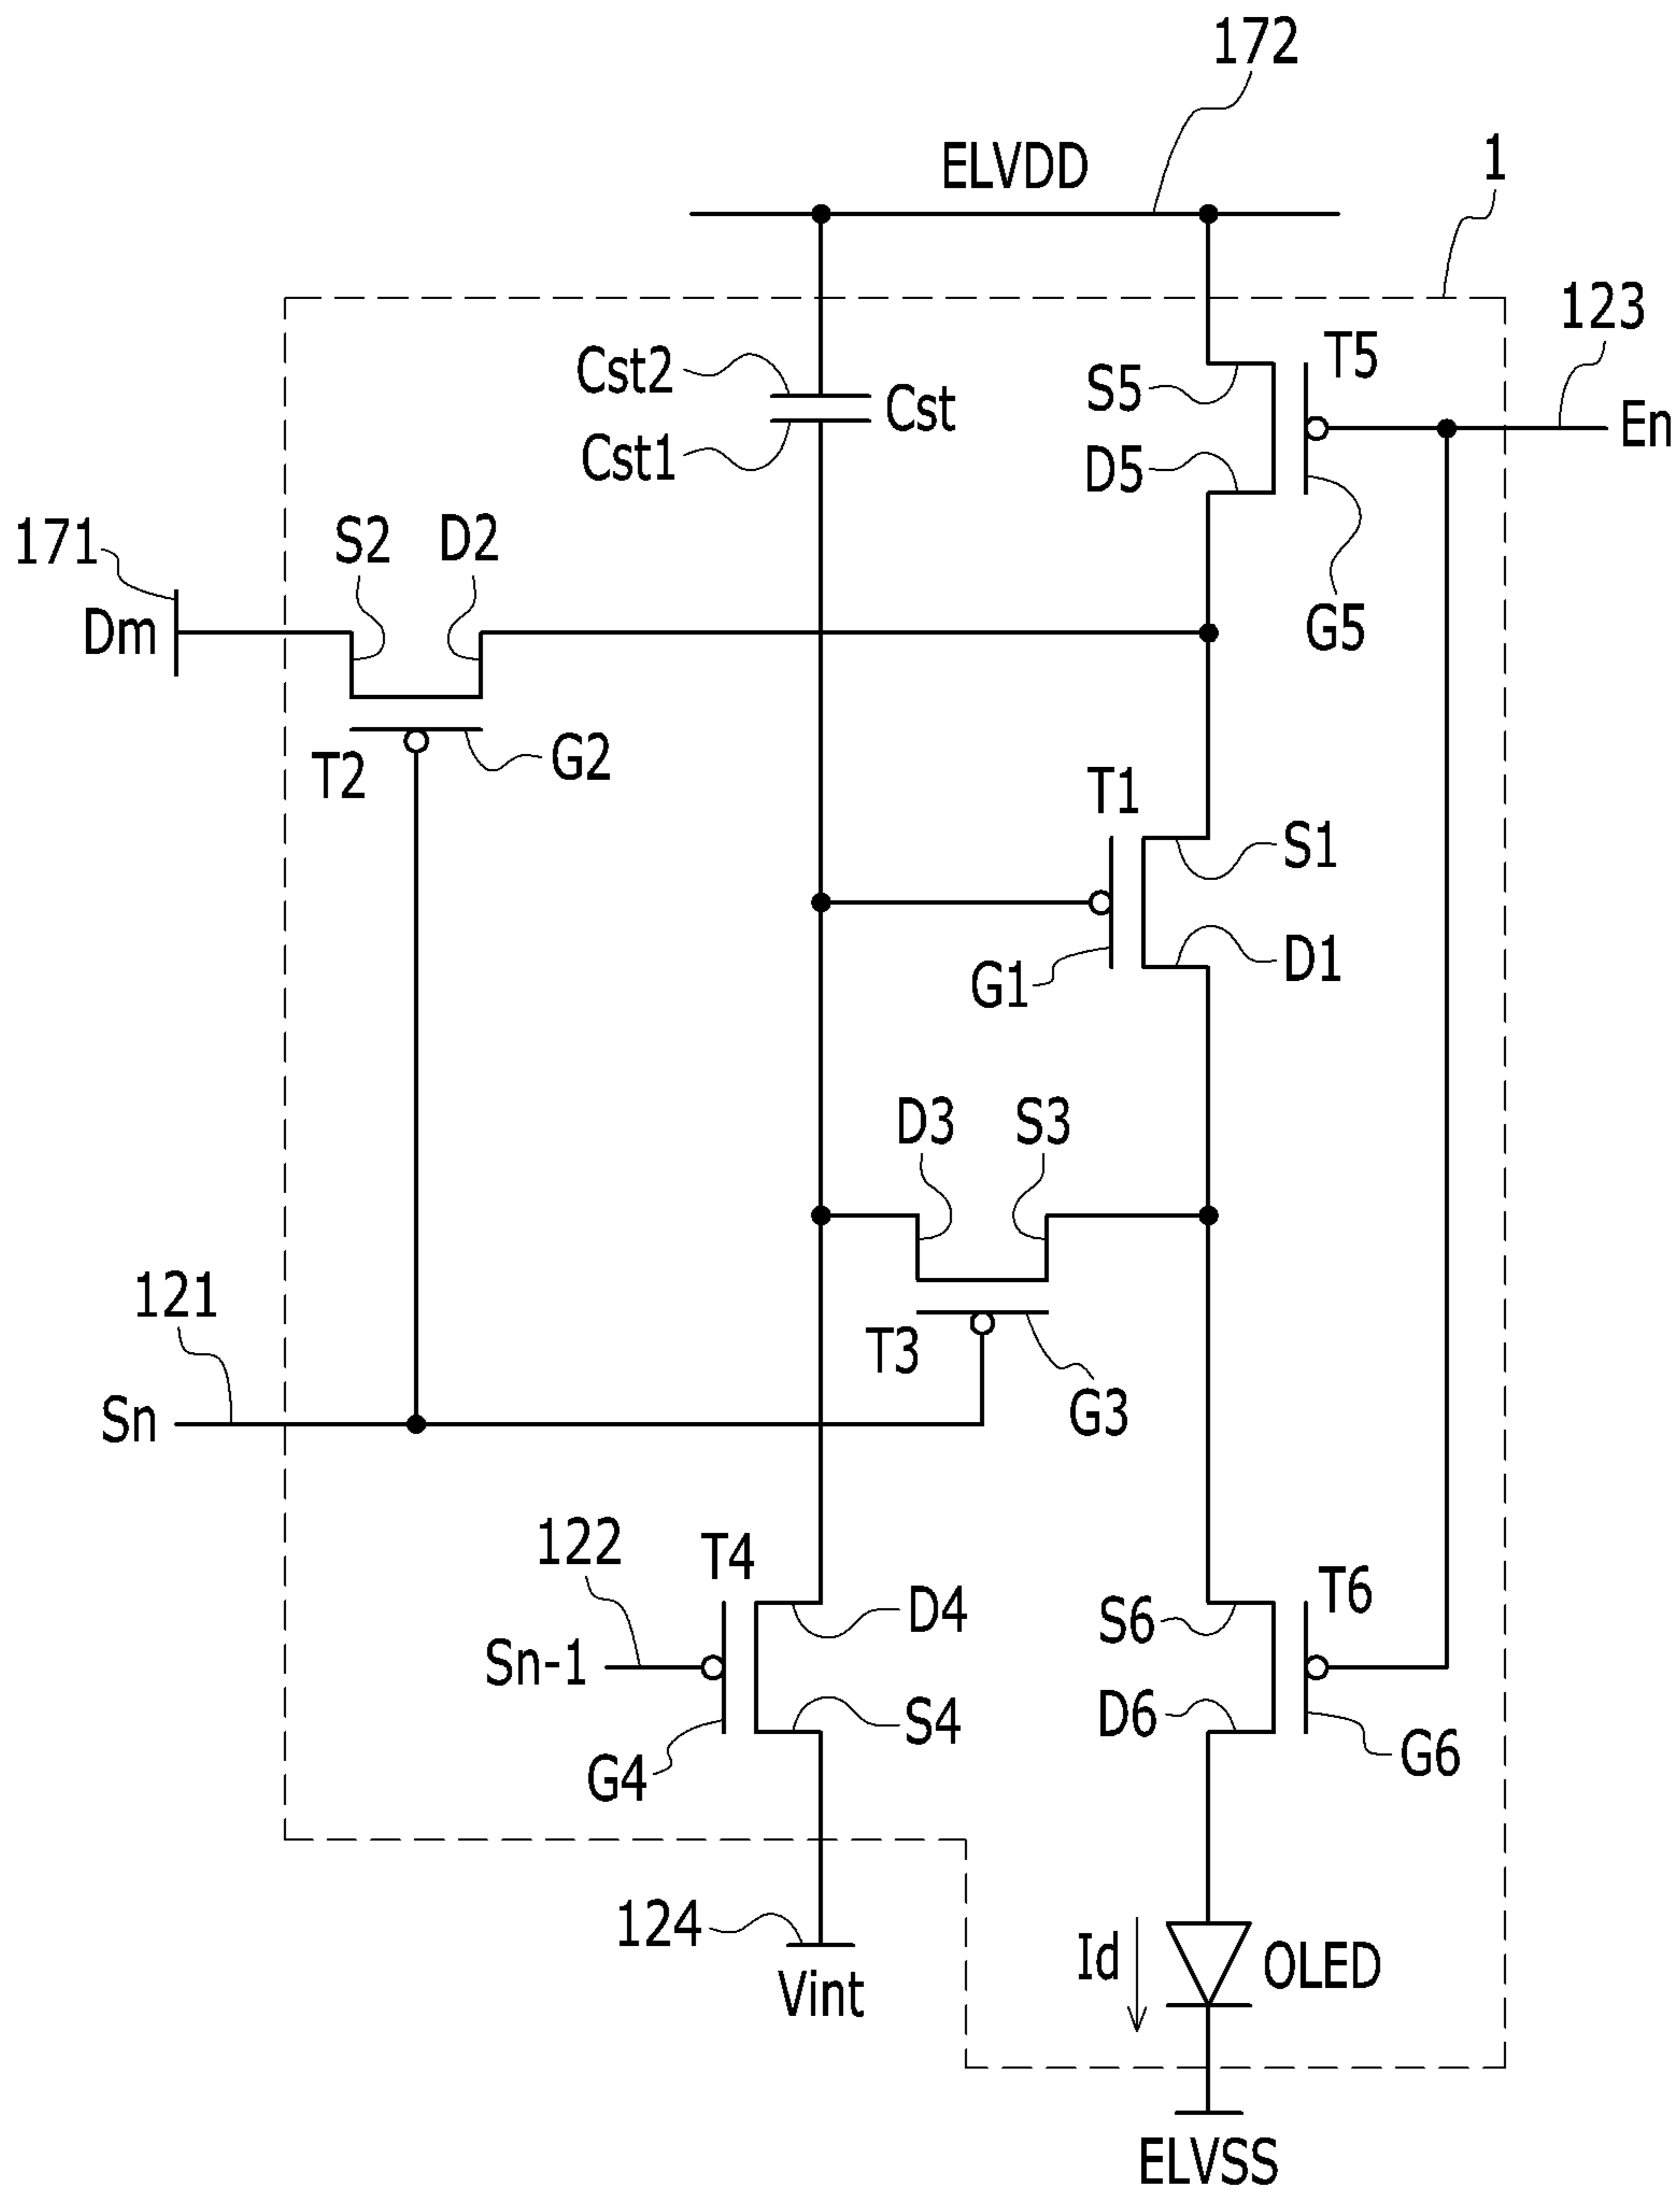 172
ELVDD
1
123
Cst2
Cst
Cst1
S5
T5
D5
En
171
S2
D2
Dm
G5
T2
G2
T1
S1
G1
D1
D3
S3
121
T3
G3
Sn
122
T4
D4
S6
T6
Sn-1
S4
D6
G4
G6
124
Vint
Id
OLED
ELVSS